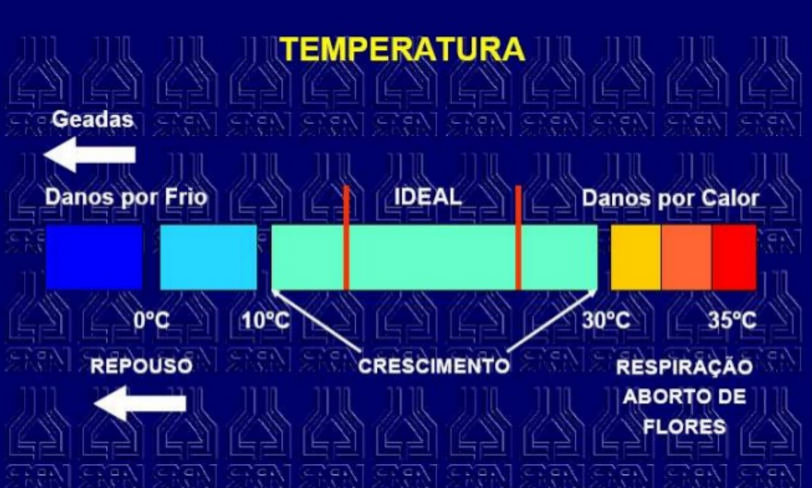 TEMPERATURA
Geadas
Danos por Frio
IDEAL
Danos por Calor
0ºC
10ºC
30ºC
35ºC
REPOUSO
CRESCIMENTO
RESPIRAÇÃO
ABORTO DE
FLORES